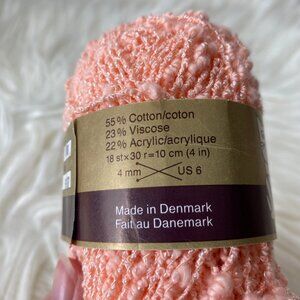 55% Cotton/coton
23% Viscose
22% Acrylic/acrylique
18 st x 30 r = 10 cm (4 in)
4 mm US 6
Made in Denmark
Fait au Danemark